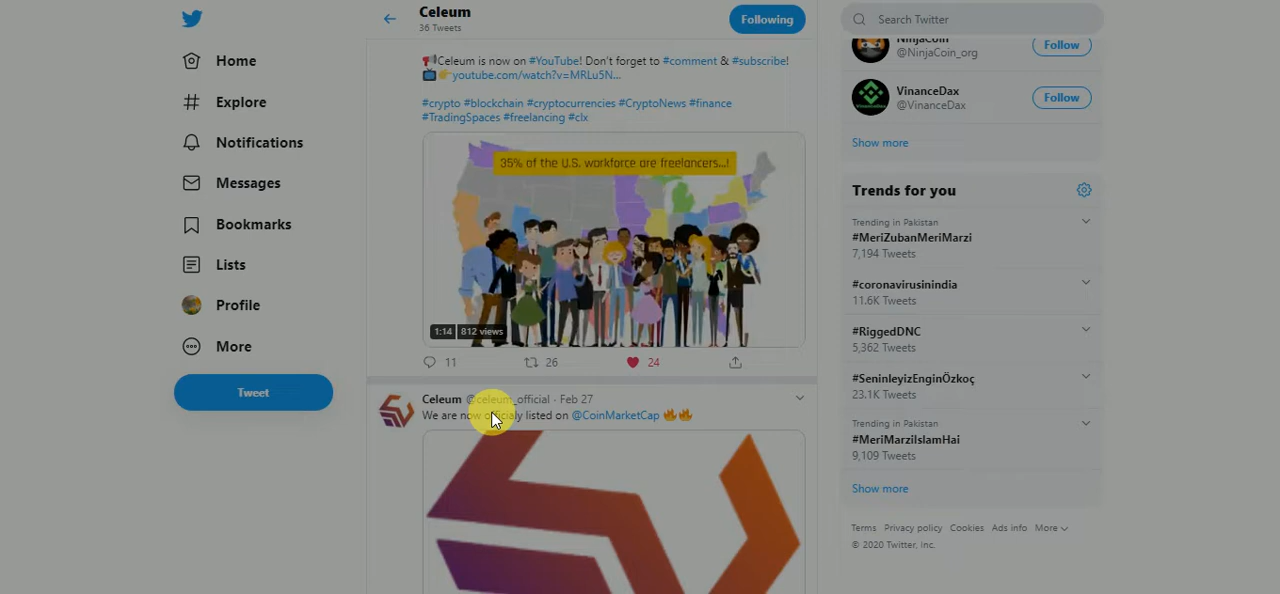 Home
Explore
Notifications
Messages
Bookmarks
Lists
Profile
More
Tweet
Celeum
36 Tweets
Following
📢Celeum is now on #YouTube! Don't forget to #comment & #subscribe!
📺👉youtube.com/watch?v=MRLu5N...
#crypto #blockchain #cryptocurrencies #CryptoNews #finance
#TradingSpaces #freelancing #clx
35% of the U.S. workforce are freelancers...!
1:14 812 views
11 26 24
Celeum @celeum_official · Feb 27
We are now officialy listed on @CoinMarketCap 🔥🔥
Search Twitter
NinjaCoin
@NinjaCoin_org
Follow
VinanceDax
@VinanceDax
Follow
Show more
Trends for you
Trending in Pakistan
#MeriZubanMeriMarzi
7,194 Tweets
#coronavirusinindia
11.6K Tweets
#RiggedDNC
5,362 Tweets
#SeninleyizEnginÖzkoç
23.1K Tweets
Trending in Pakistan
#MeriMarziIslamHai
9,109 Tweets
Show more
Terms Privacy policy Cookies Ads info More
© 2020 Twitter, Inc.